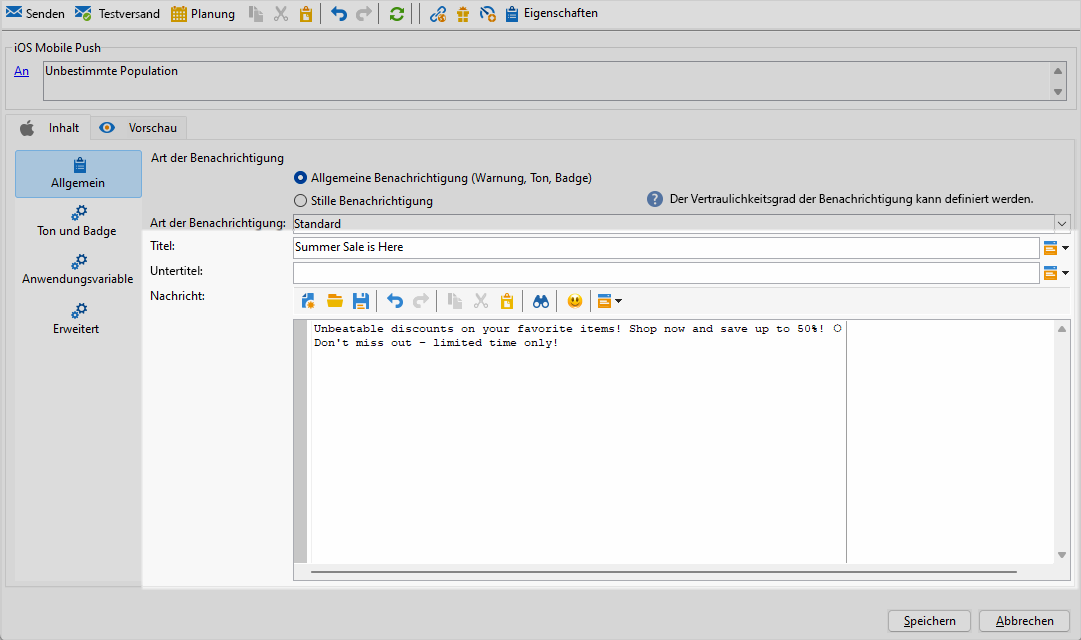 Senden Testversand Planung Eigenschaften
iOS Mobile Push
An Unbestimmte Population
Inhalt Vorschau
Allgemein
Ton und Badge
Anwendungsvariable
Erweitert
Art der Benachrichtigung
Allgemeine Benachrichtigung (Warnung, Ton, Badge)
Stille Benachrichtigung
? Der Vertraulichkeitsgrad der Benachrichtigung kann definiert werden.
Art der Benachrichtigung: Standard
Titel: Summer Sale is Here
Untertitel:
Nachricht:
Unbeatable discounts on your favorite items! Shop now and save up to 50%!
Don't miss out - limited time only!
Speichern Abbrechen